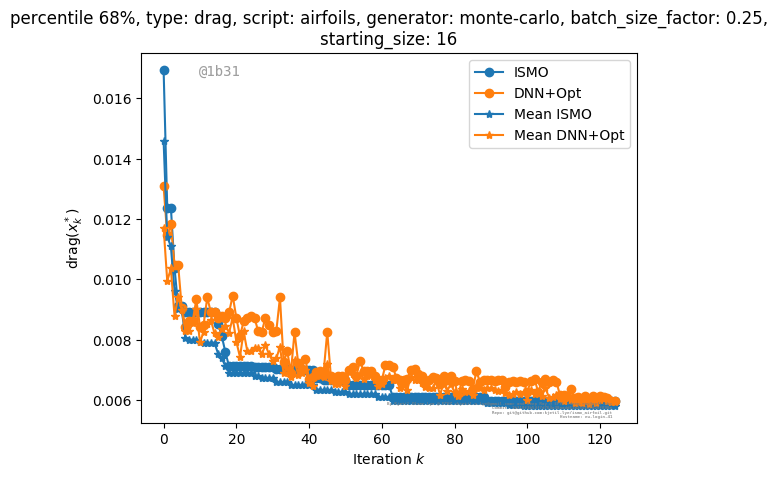 percentile 68%, type: drag, script: airfoils, generator: monte-carlo, batch_size_factor: 0.25,
starting_size: 16
@1b31
ISMO
DNN+Opt
Mean ISMO
Mean DNN+Opt
0.016
0.014
0.012
0.010
0.008
0.006
drag(x*k)
0
20
40
60
80
100
120
Iteration k